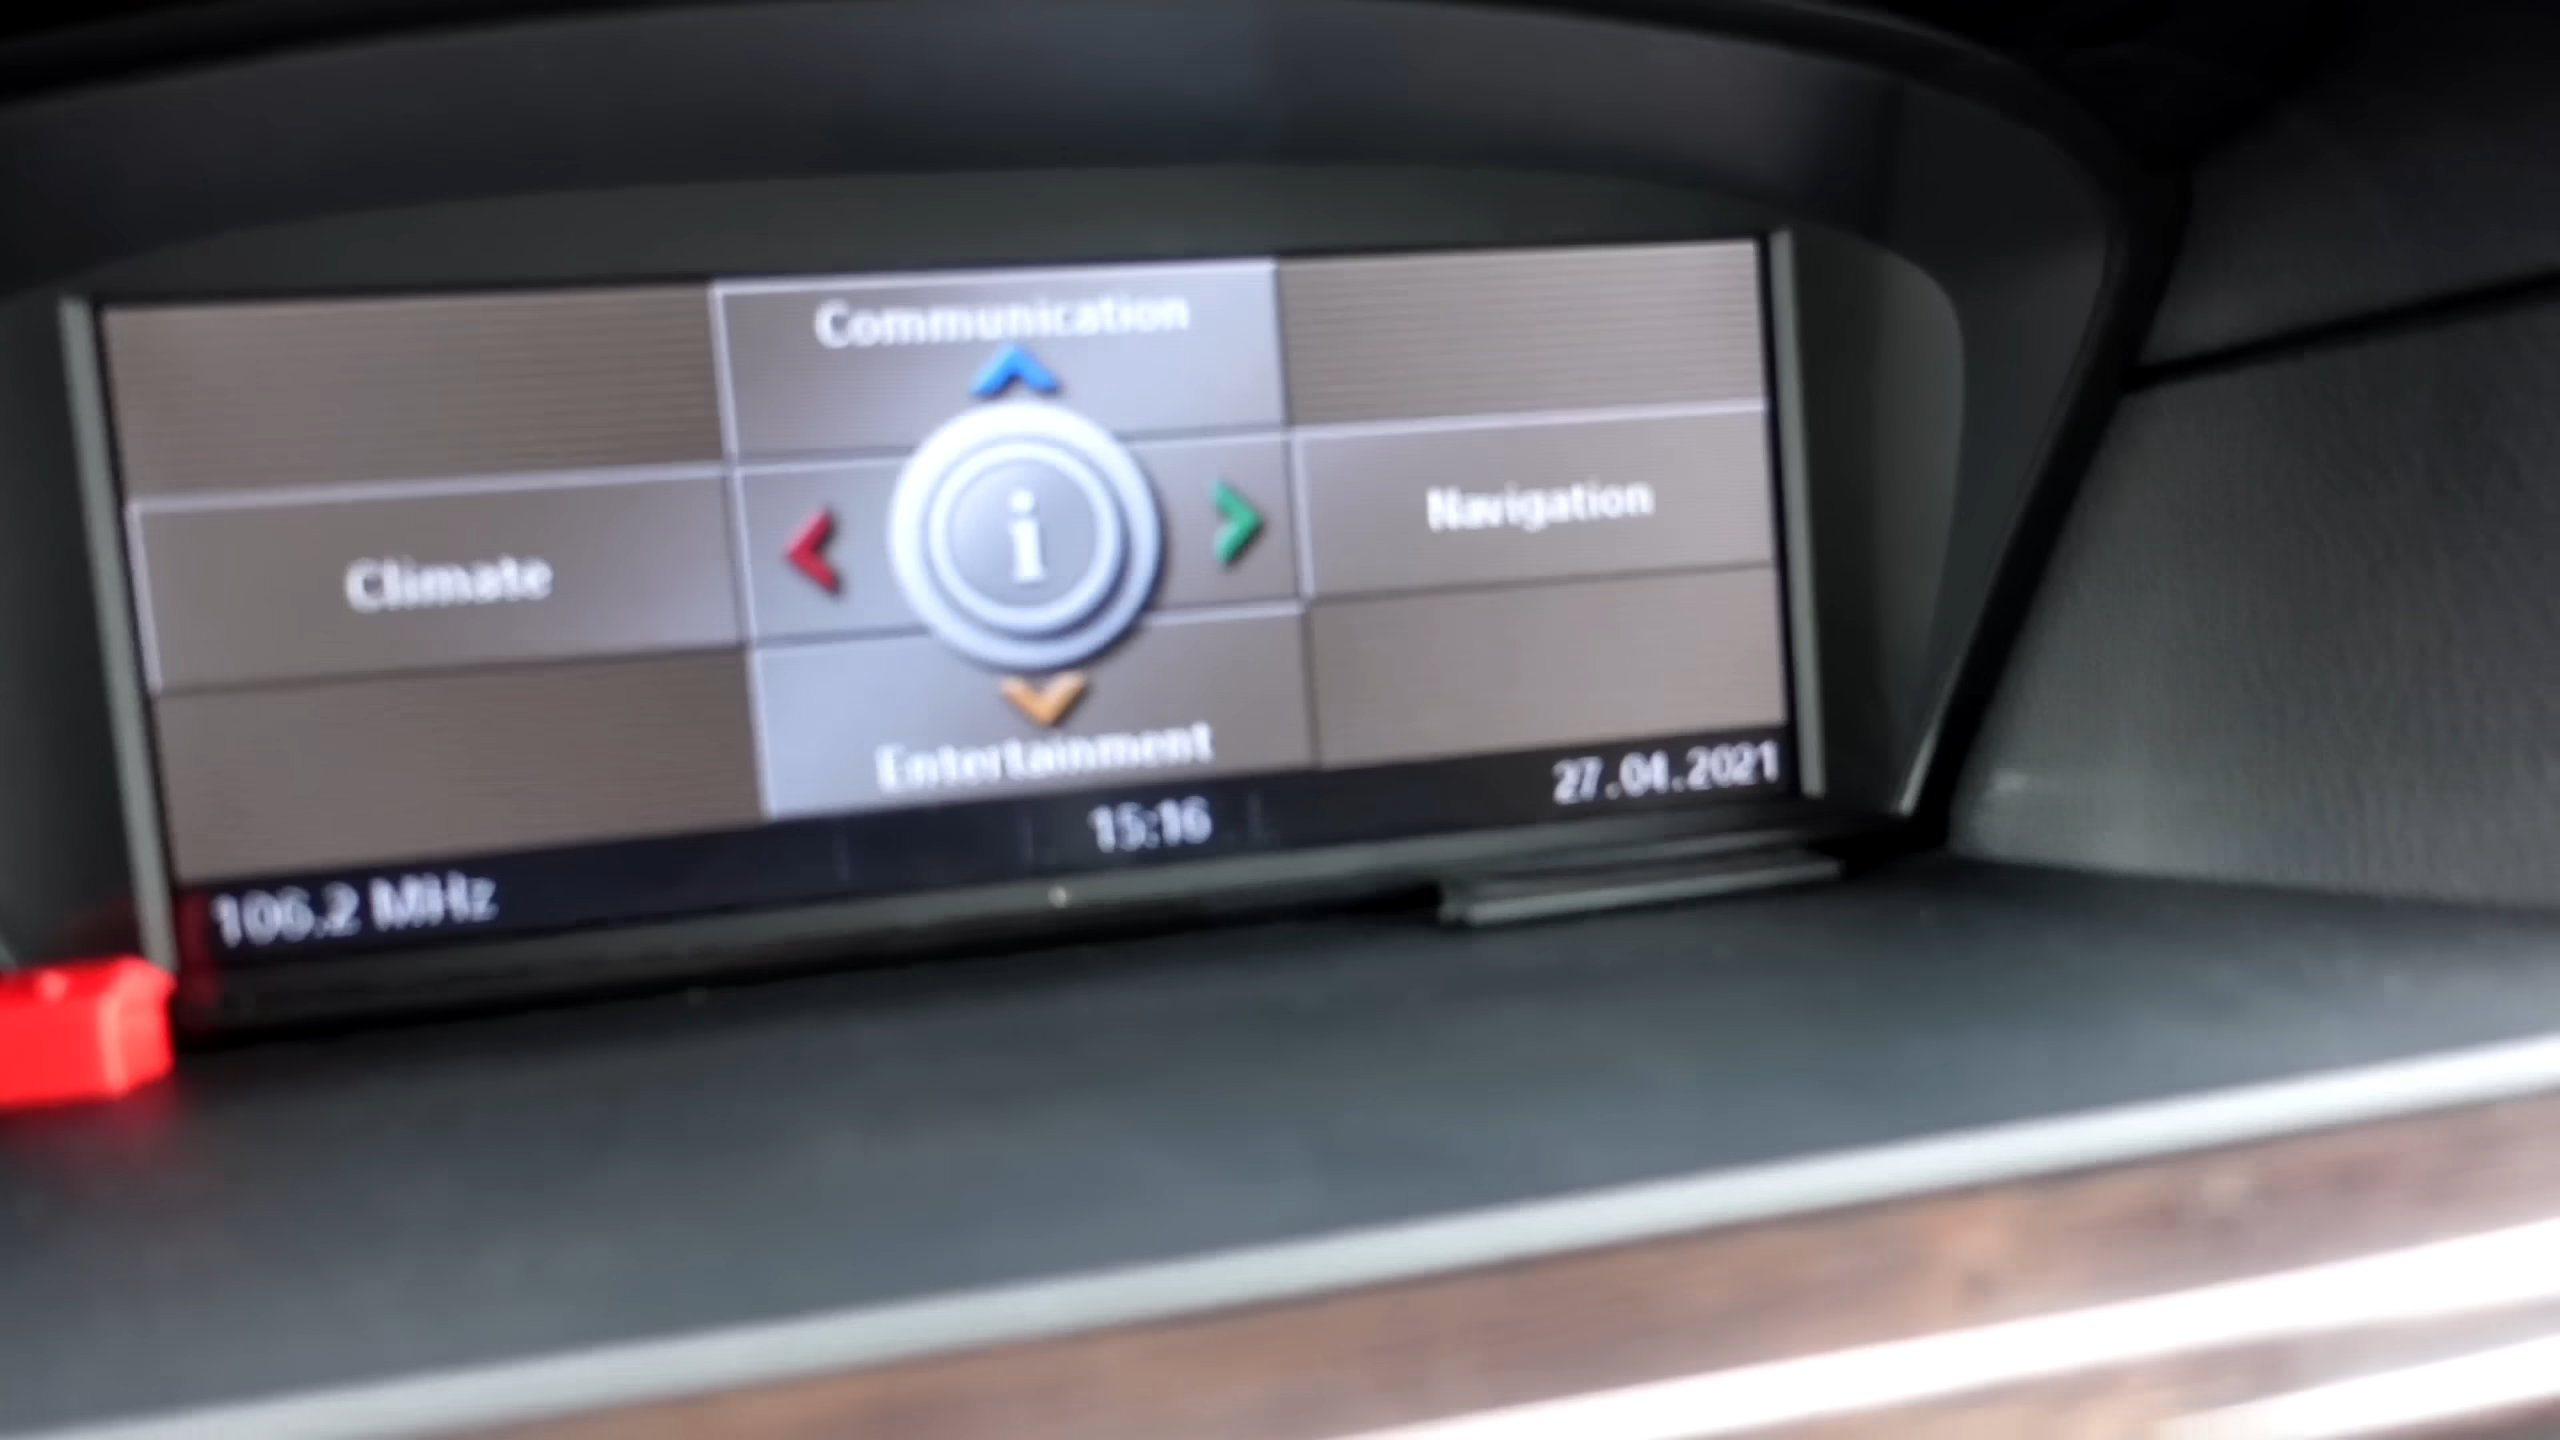 Communication
Climate
i
Navigation
Entertainment
106.2 MHz
15:16
27.04.2021